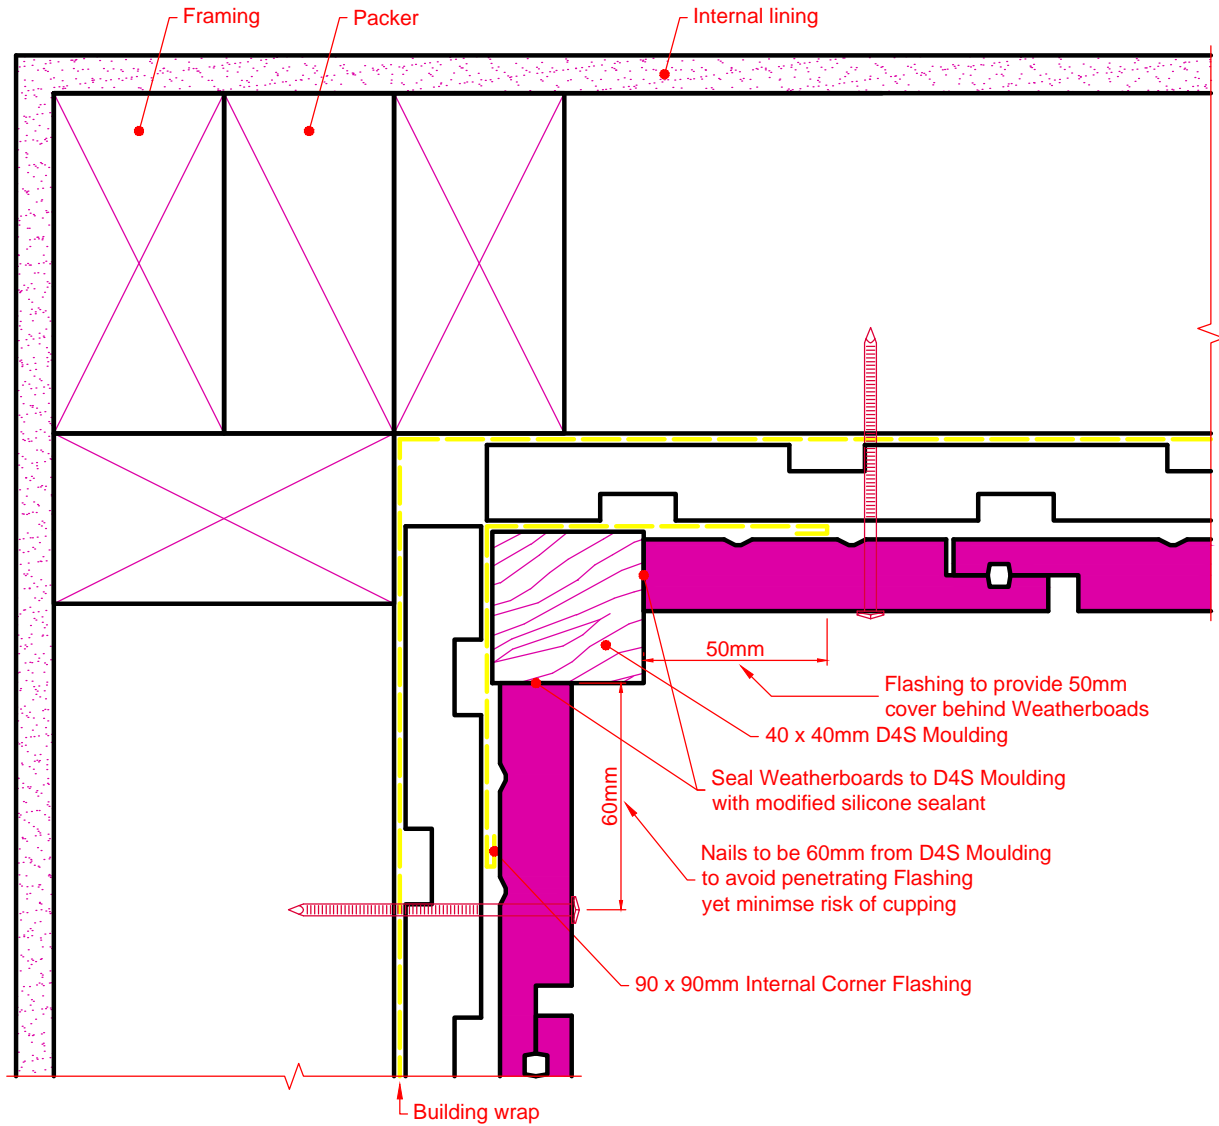 Framing
Packer
Internal lining
50mm
Flashing to provide 50mm
cover behind Weatherboads
40 x 40mm D4S Moulding
Seal Weatherboards to D4S Moulding
with modified silicone sealant
60mm
Nails to be 60mm from D4S Moulding
to avoid penetrating Flashing
yet minimse risk of cupping
90 x 90mm Internal Corner Flashing
Building wrap